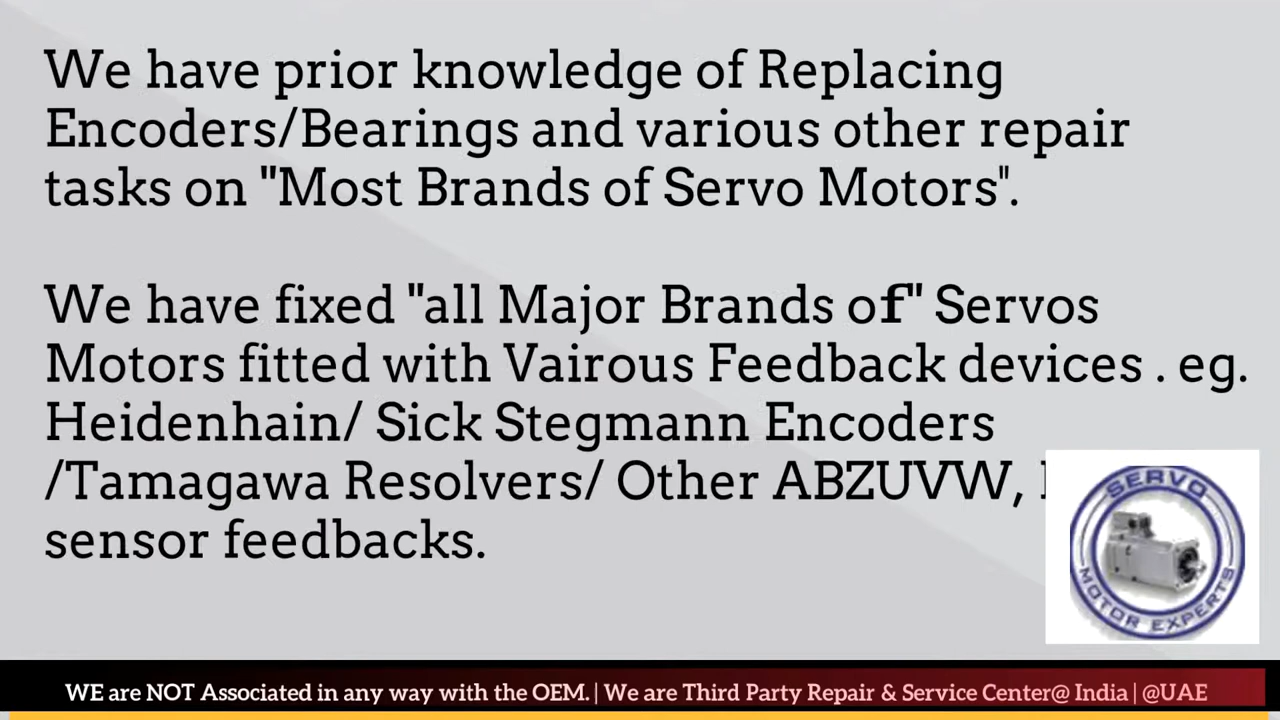 We have prior knowledge of Replacing
Encoders/Bearings and various other repair
tasks on "Most Brands of Servo Motors".
We have fixed "all Major Brands of" Servos
Motors fitted with Vairous Feedback devices . eg.
Heidenhain/ Sick Stegmann Encoders
/Tamagawa Resolvers/ Other ABZUVW,
sensor feedbacks.
SERVO
MOTOR EXPERTS
WE are NOT Associated in any way with the OEM. | We are Third Party Repair & Service Center@ India | @UAE